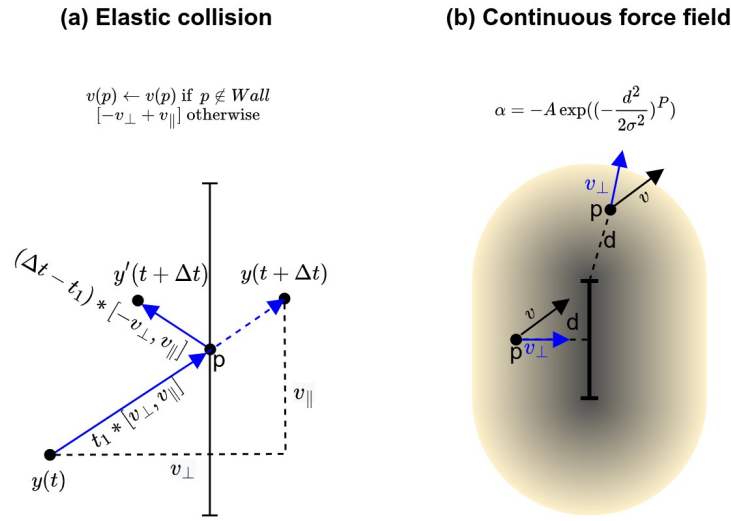 (a) Elastic collision
v(p) ← v(p) if p ∉ Wall
[−v⊥ + v∥] otherwise
(Δt − t₁) * [−v⊥, v∥]
y′(t + Δt)
y(t + Δt)
p
t₁ * [v⊥, v∥]
v∥
v⊥
y(t)
(b) Continuous force field
α = −A exp((−d²/2σ²)^P)
v⊥
v
p
d
v
d
p
v⊥